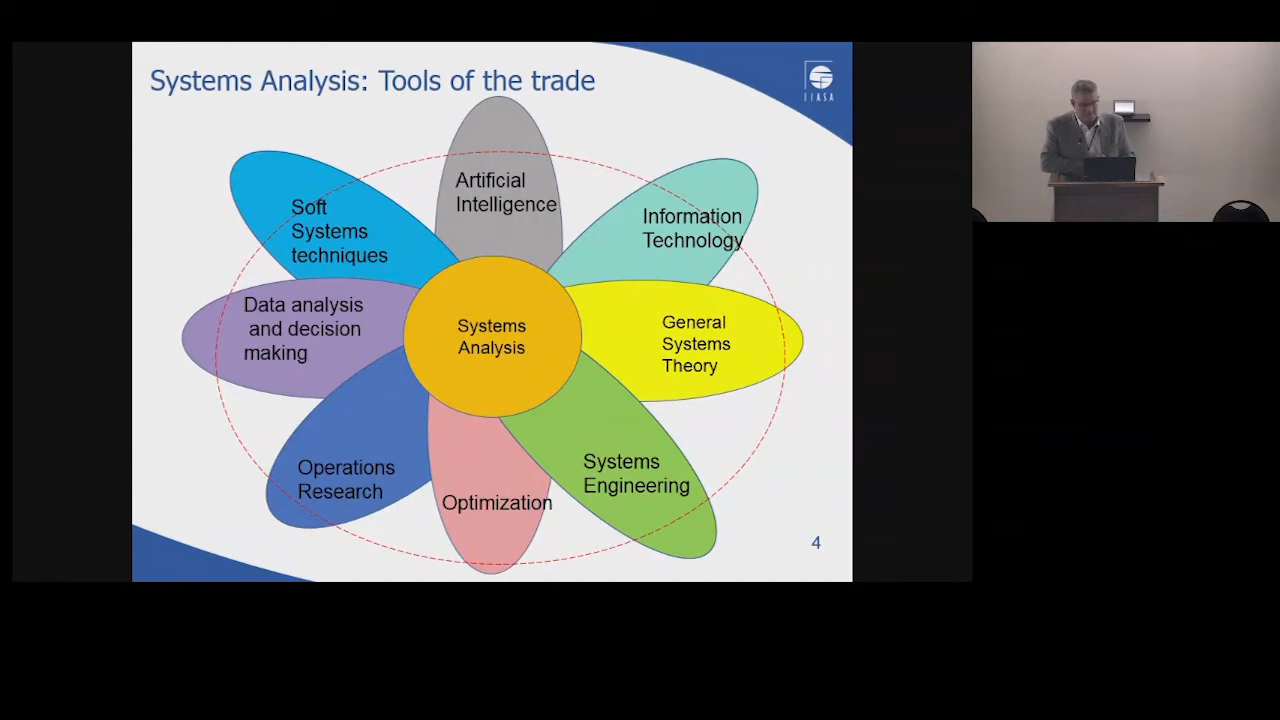 Systems Analysis: Tools of the trade
IIASA
Artificial
Intelligence
Soft
Systems
techniques
Information
Technology
Data analysis
and decision
making
Systems
Analysis
General
Systems
Theory
Operations
Research
Optimization
Systems
Engineering
4